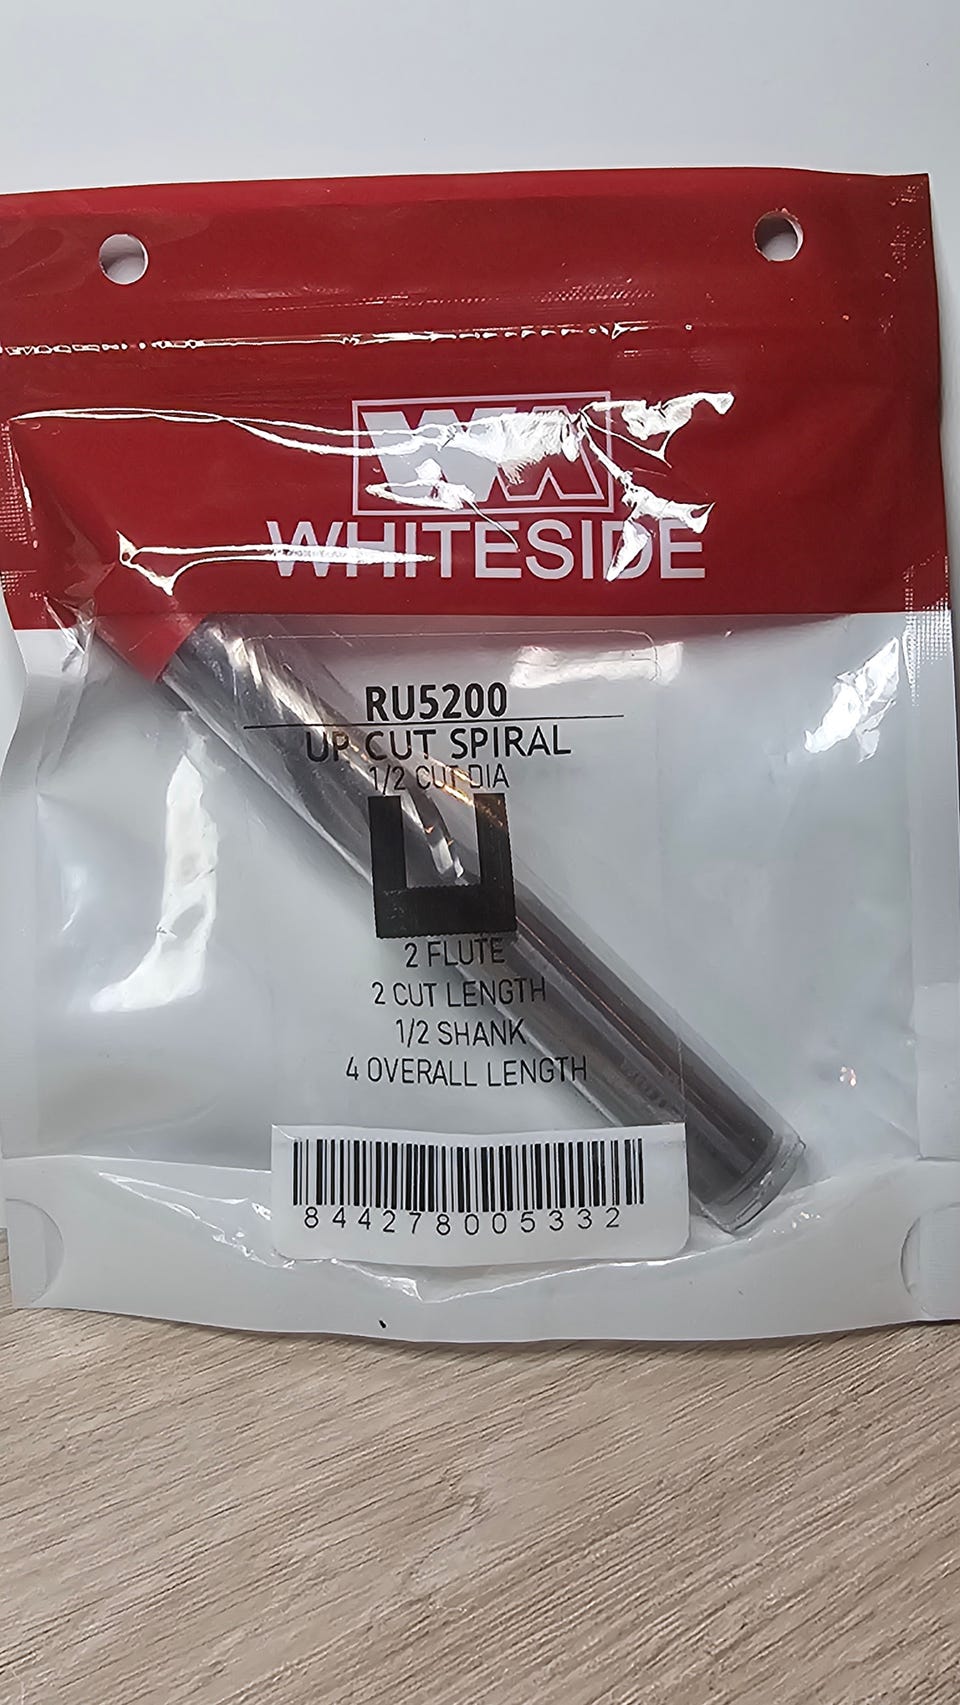 WHITESIDE
RU5200
UP CUT SPIRAL
1/2 CUT DIA
2 FLUTE
2 CUT LENGTH
1/2 SHANK
4 OVERALL LENGTH
844278005332